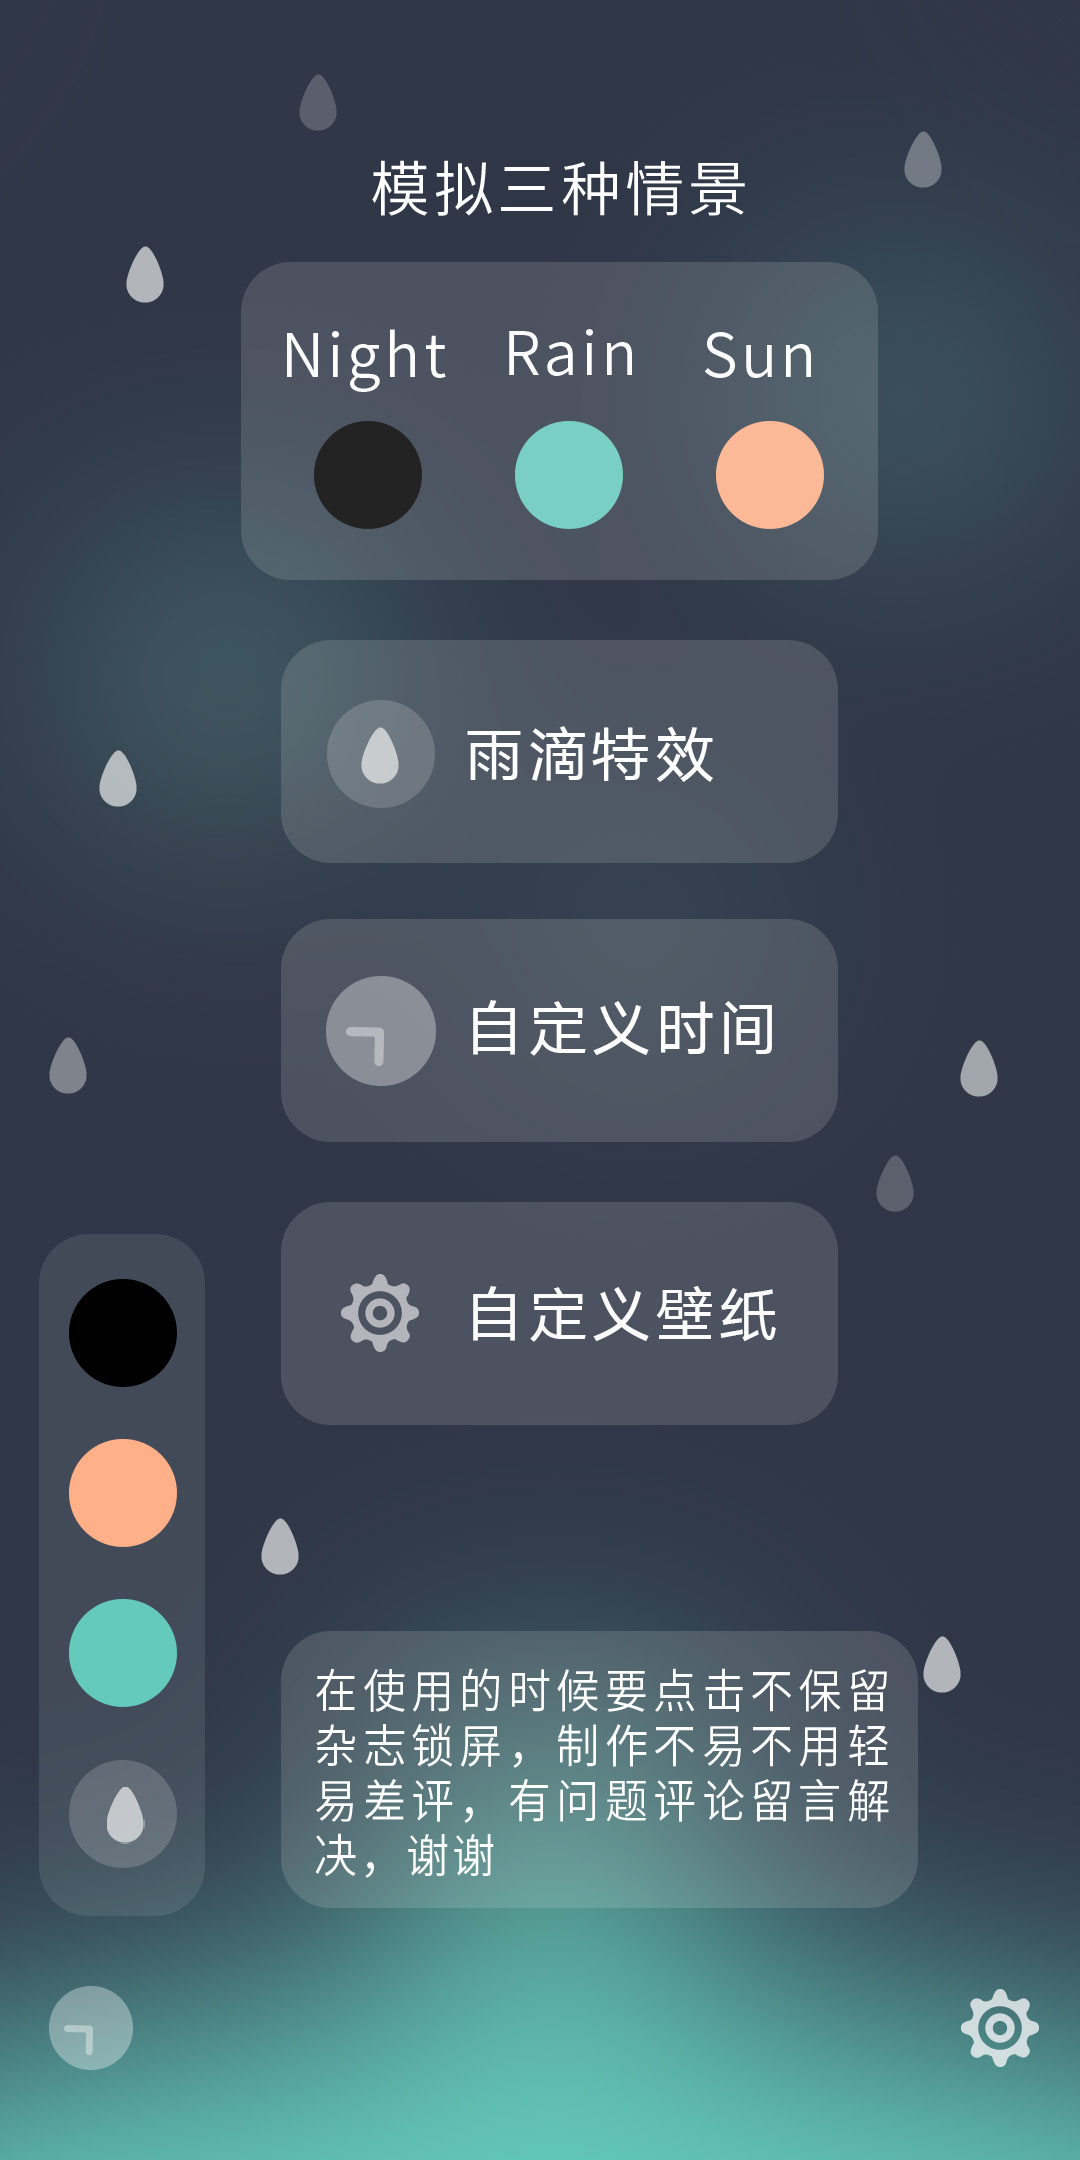 模拟三种情景
Night Rain Sun
雨滴特效
自定义时间
自定义壁纸
在使用的时候要点击不保留
杂志锁屏，制作不易不用轻
易差评，有问题评论留言解
决，谢谢